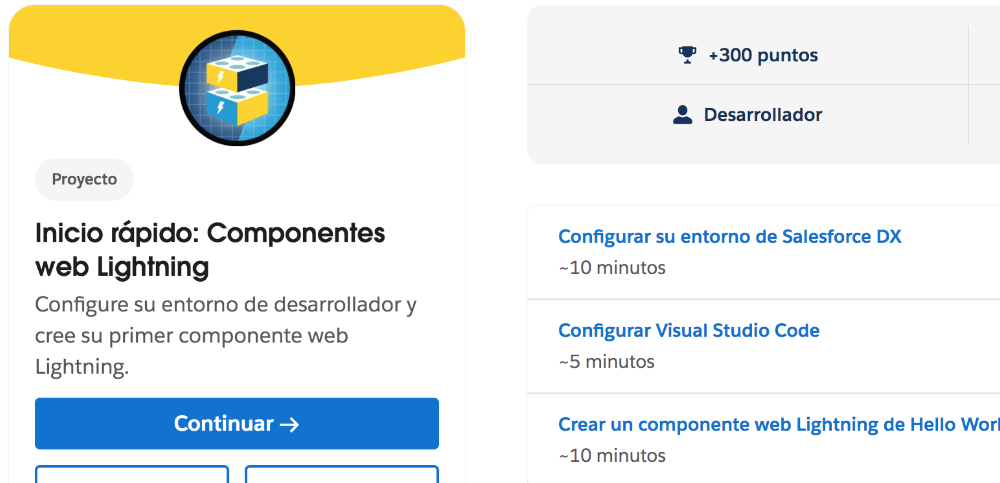 Proyecto
Inicio rápido: Componentes
web Lightning
Configure su entorno de desarrollador y
cree su primer componente web
Lightning.
Continuar →
+300 puntos
Desarrollador
Configurar su entorno de Salesforce DX
~10 minutos
Configurar Visual Studio Code
~5 minutos
Crear un componente web Lightning de Hello
~10 minutos